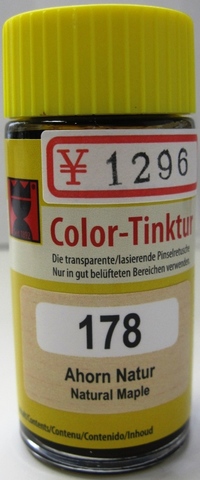 ¥1296
Color-Tinktur
Die transparente/lasierende Pinselretusche
Nur in gut belüfteten Bereichen verwenden
178
Ahorn Natur
Natural Maple
Contents/Contenu/Contenido/Inhoud